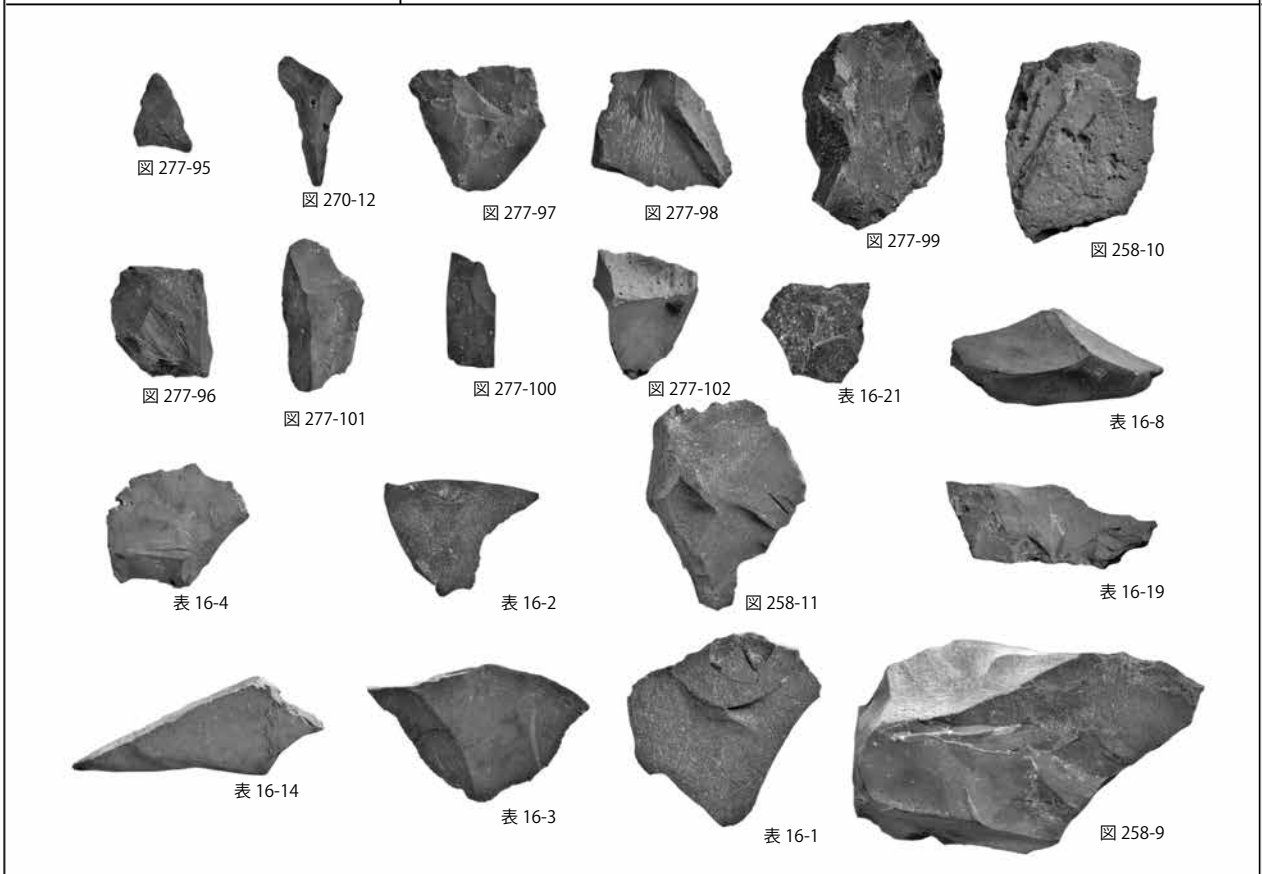 図 277-95
図 270-12
図 277-97
図 277-98
図 277-99
図 258-10
図 277-96
図 277-101
図 277-100
図 277-102
表 16-21
表 16-8
表 16-4
表 16-2
図 258-11
表 16-19
表 16-14
表 16-3
表 16-1
図 258-9